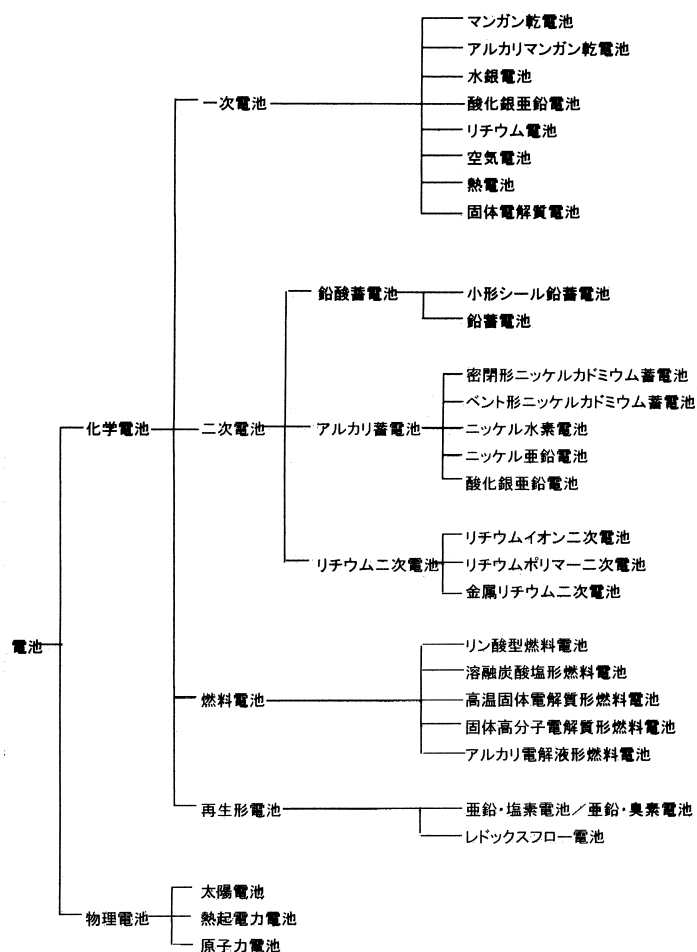 マンガン乾電池
アルカリマンガン乾電池
水銀電池
一次電池
酸化銀亜鉛電池
リチウム電池
空気電池
熱電池
固体電解質電池
鉛酸蓄電池
小形シール鉛蓄電池
鉛蓄電池
密閉形ニッケルカドミウム蓄電池
ベント形ニッケルカドミウム蓄電池
化学電池
二次電池
アルカリ蓄電池
ニッケル水素電池
ニッケル亜鉛電池
酸化銀亜鉛電池
リチウムイオン二次電池
リチウム二次電池
リチウムポリマー二次電池
金属リチウム二次電池
電池
リン酸型燃料電池
溶融炭酸塩形燃料電池
燃料電池
高温固体電解質形燃料電池
固体高分子電解質形燃料電池
アルカリ電解液形燃料電池
再生形電池
亜鉛・塩素電池／亜鉛・臭素電池
レドックスフロー電池
太陽電池
物理電池
熱起電力電池
原子力電池